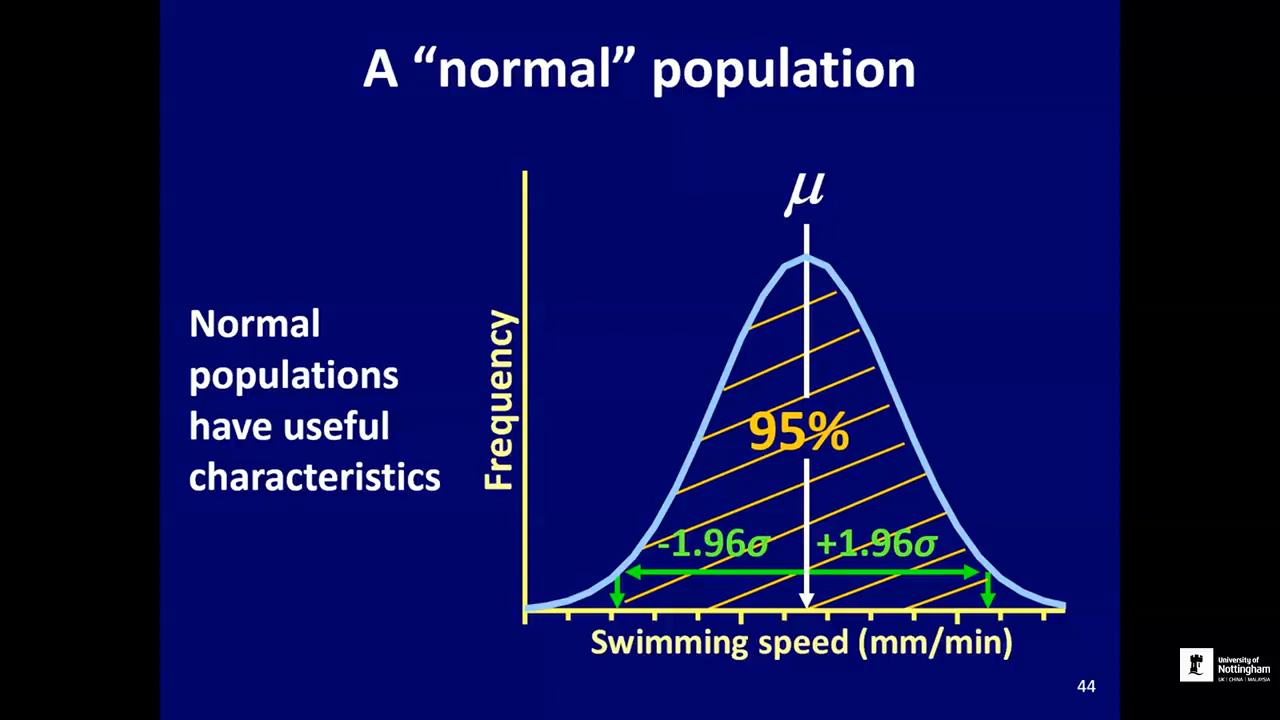 A “normal” population
μ
Normal
populations
have useful
characteristics
Frequency
95%
-1.96σ +1.96σ
Swimming speed (mm/min)
44
University of
Nottingham
UK | CHINA | MALAYSIA